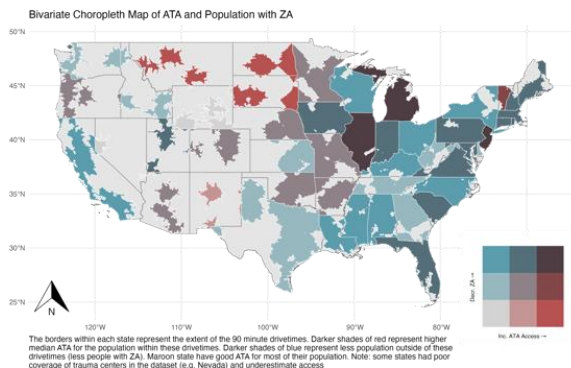 Bivariate Choropleth Map of ATA and Population with ZA
50°N
45°N
40°N
35°N
30°N
25°N
120°W
110°W
100°W
90°W
80°W
N
Decr. ZA →
Inc. ATA Access →
The borders within each state represent the extent of the 90 minute drivetimes. Darker shades of red represent higher
median ATA for the population within these drivetimes. Darker shades of blue represent less population outside of these
drivetimes (less people with ZA). Maroon state have good ATA for most of their population. Note: some states had poor
coverage of trauma centers in the dataset (e.g. Nevada) and underestimate access